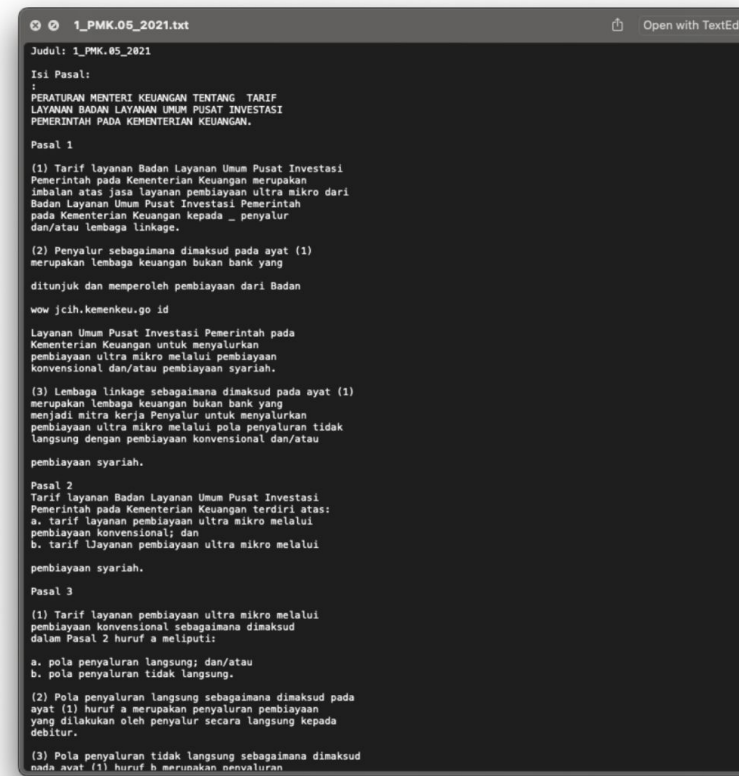 1_PMK.05_2021.txt
Open with TextEd
Judul: 1_PMK.05_2021
Isi Pasal:
:
PERATURAN MENTERI KEUANGAN TENTANG TARIF
LAYANAN BADAN LAYANAN UMUM PUSAT INVESTASI
PEMERINTAH PADA KEMENTERIAN KEUANGAN.
Pasal 1
(1) Tarif layanan Badan Layanan Umum Pusat Investasi
Pemerintah pada Kementerian Keuangan merupakan
imbalan atas jasa layanan pembiayaan ultra mikro dari
Badan Layanan Umum Pusat Investasi Pemerintah
pada Kementerian Keuangan kepada _ penyalur
dan/atau lembaga linkage.
(2) Penyalur sebagaimana dimaksud pada ayat (1)
merupakan lembaga keuangan bukan bank yang
ditunjuk dan memperoleh pembiayaan dari Badan
wow jcih.kemenkeu.go id
Layanan Umum Pusat Investasi Pemerintah pada
Kementerian Keuangan untuk menyalurkan
pembiayaan ultra mikro melalui pembiayaan
konvensional dan/atau pembiayaan syariah.
(3) Lembaga linkage sebagaimana dimaksud pada ayat (1)
merupakan lembaga keuangan bukan bank yang
menjadi mitra kerja Penyalur untuk menyalurkan
pembiayaan ultra mikro melalui pola penyaluran tidak
langsung dengan pembiayaan konvensional dan/atau
pembiayaan syariah.
Pasal 2
Tarif layanan Badan Layanan Umum Pusat Investasi
Pemerintah pada Kementerian Keuangan terdiri atas:
a. tarif layanan pembiayaan ultra mikro melalui
pembiayaan konvensional; dan
b. tarif lJayanan pembiayaan ultra mikro melalui
pembiayaan syariah.
Pasal 3
(1) Tarif layanan pembiayaan ultra mikro melalui
pembiayaan konvensional sebagaimana dimaksud
dalam Pasal 2 huruf a meliputi:
a. pola penyaluran langsung; dan/atau
b. pola penyaluran tidak langsung.
(2) Pola penyaluran langsung sebagaimana dimaksud pada
ayat (1) huruf a merupakan penyaluran pembiayaan
yang dilakukan oleh penyalur secara langsung kepada
debitur.
(3) Pola penyaluran tidak langsung sebagaimana dimaksud
pada ayat (1) huruf b merupakan penyaluran